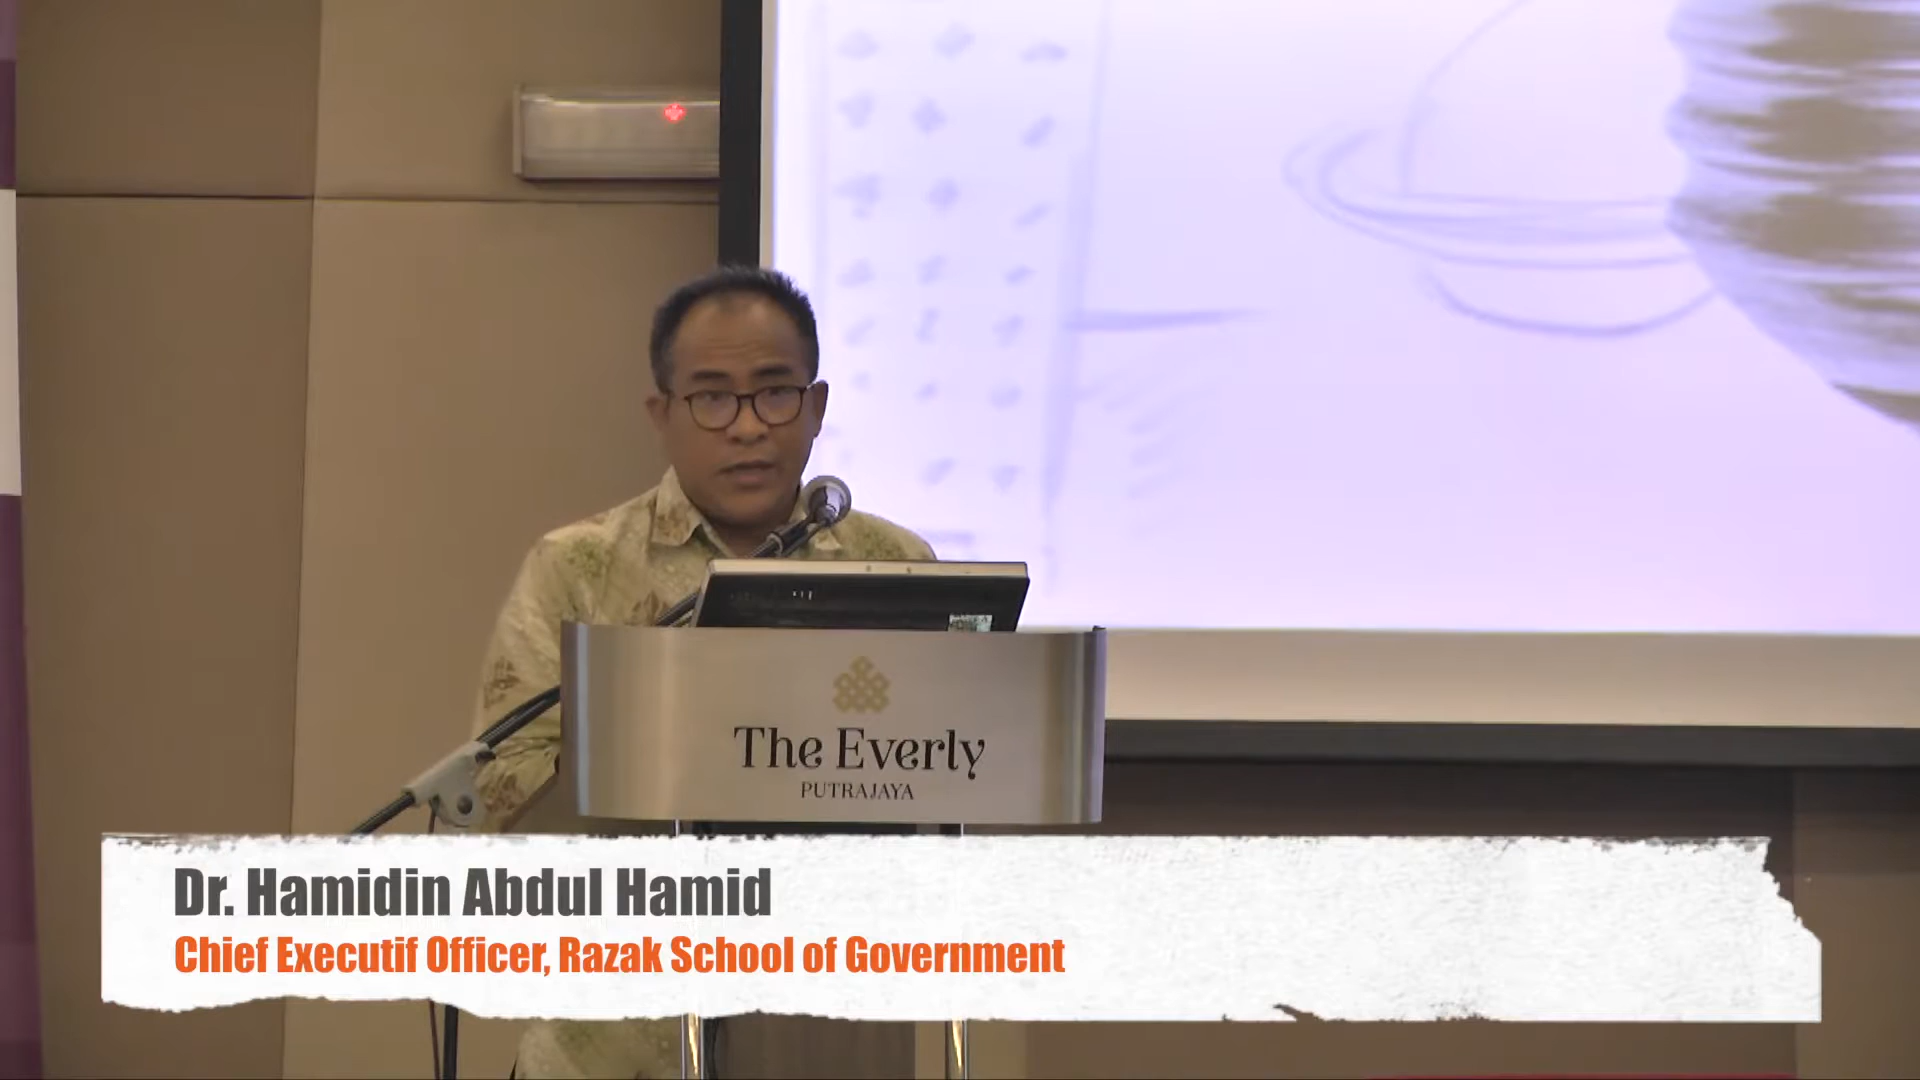 The Everly
PUTRAJAYA
Dr. Hamidin Abdul Hamid
Chief Executif Officer, Razak School of Government